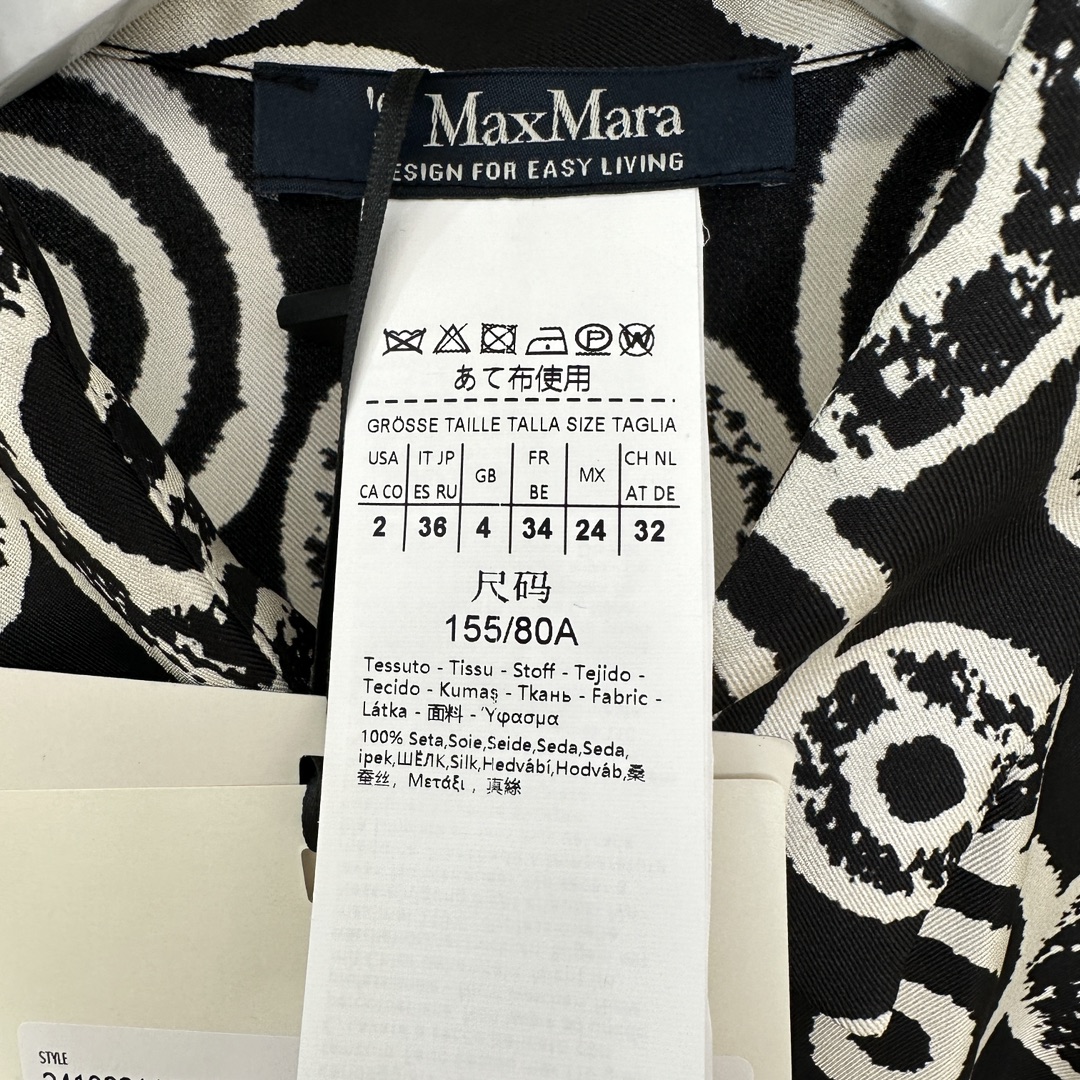 MaxMara
DESIGN FOR EASY LIVING
あて布使用
GRÖSSE TAILLE TALLA SIZE TAGLIA
USA IT JP GB FR MX CH NL
CA CO ES RU BE AT DE
2 36 4 34 24 32
尺码
155/80A
Tessuto - Tissu - Stoff - Tejido -
Tecido - Kumaş - Ткань - Fabric -
Látka - 面料 - Ύφασμα
100% Seta,Soie,Seide,Seda,Seda,
ipek,ШЁЛК,Silk,Hedvábí,Hodváb,桑
蚕丝, Μετάξι , 真絲
STYLE